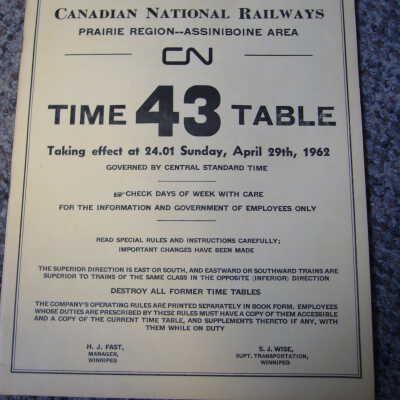 CANADIAN NATIONAL RAILWAYS
PRAIRIE REGION--ASSINIBOINE AREA
CN
TIME 43 TABLE
Taking effect at 24.01 Sunday, April 29th, 1962
GOVERNED BY CENTRAL STANDARD TIME
☞CHECK DAYS OF WEEK WITH CARE
FOR THE INFORMATION AND GOVERNMENT OF EMPLOYEES ONLY
READ SPECIAL RULES AND INSTRUCTIONS CAREFULLY;
IMPORTANT CHANGES HAVE BEEN MADE
THE SUPERIOR DIRECTION IS EAST OR SOUTH, AND EASTWARD OR SOUTHWARD TRAINS ARE
SUPERIOR TO TRAINS OF THE SAME CLASS IN THE OPPOSITE (INFERIOR) DIRECTION
DESTROY ALL FORMER TIME TABLES
THE COMPANY'S OPERATING RULES ARE PRINTED SEPARATELY IN BOOK FORM. EMPLOYEES
WHOSE DUTIES ARE PRESCRIBED BY THESE RULES MUST HAVE A COPY OF THEM ACCESSIBLE
AND A COPY OF THE CURRENT TIME TABLE, AND SUPPLEMENTS THERETO IF ANY, WITH
THEM WHILE ON DUTY
H. J. FAST,
MANAGER,
WINNIPEG
S. J. WISE,
SUPT. TRANSPORTATION,
WINNIPEG